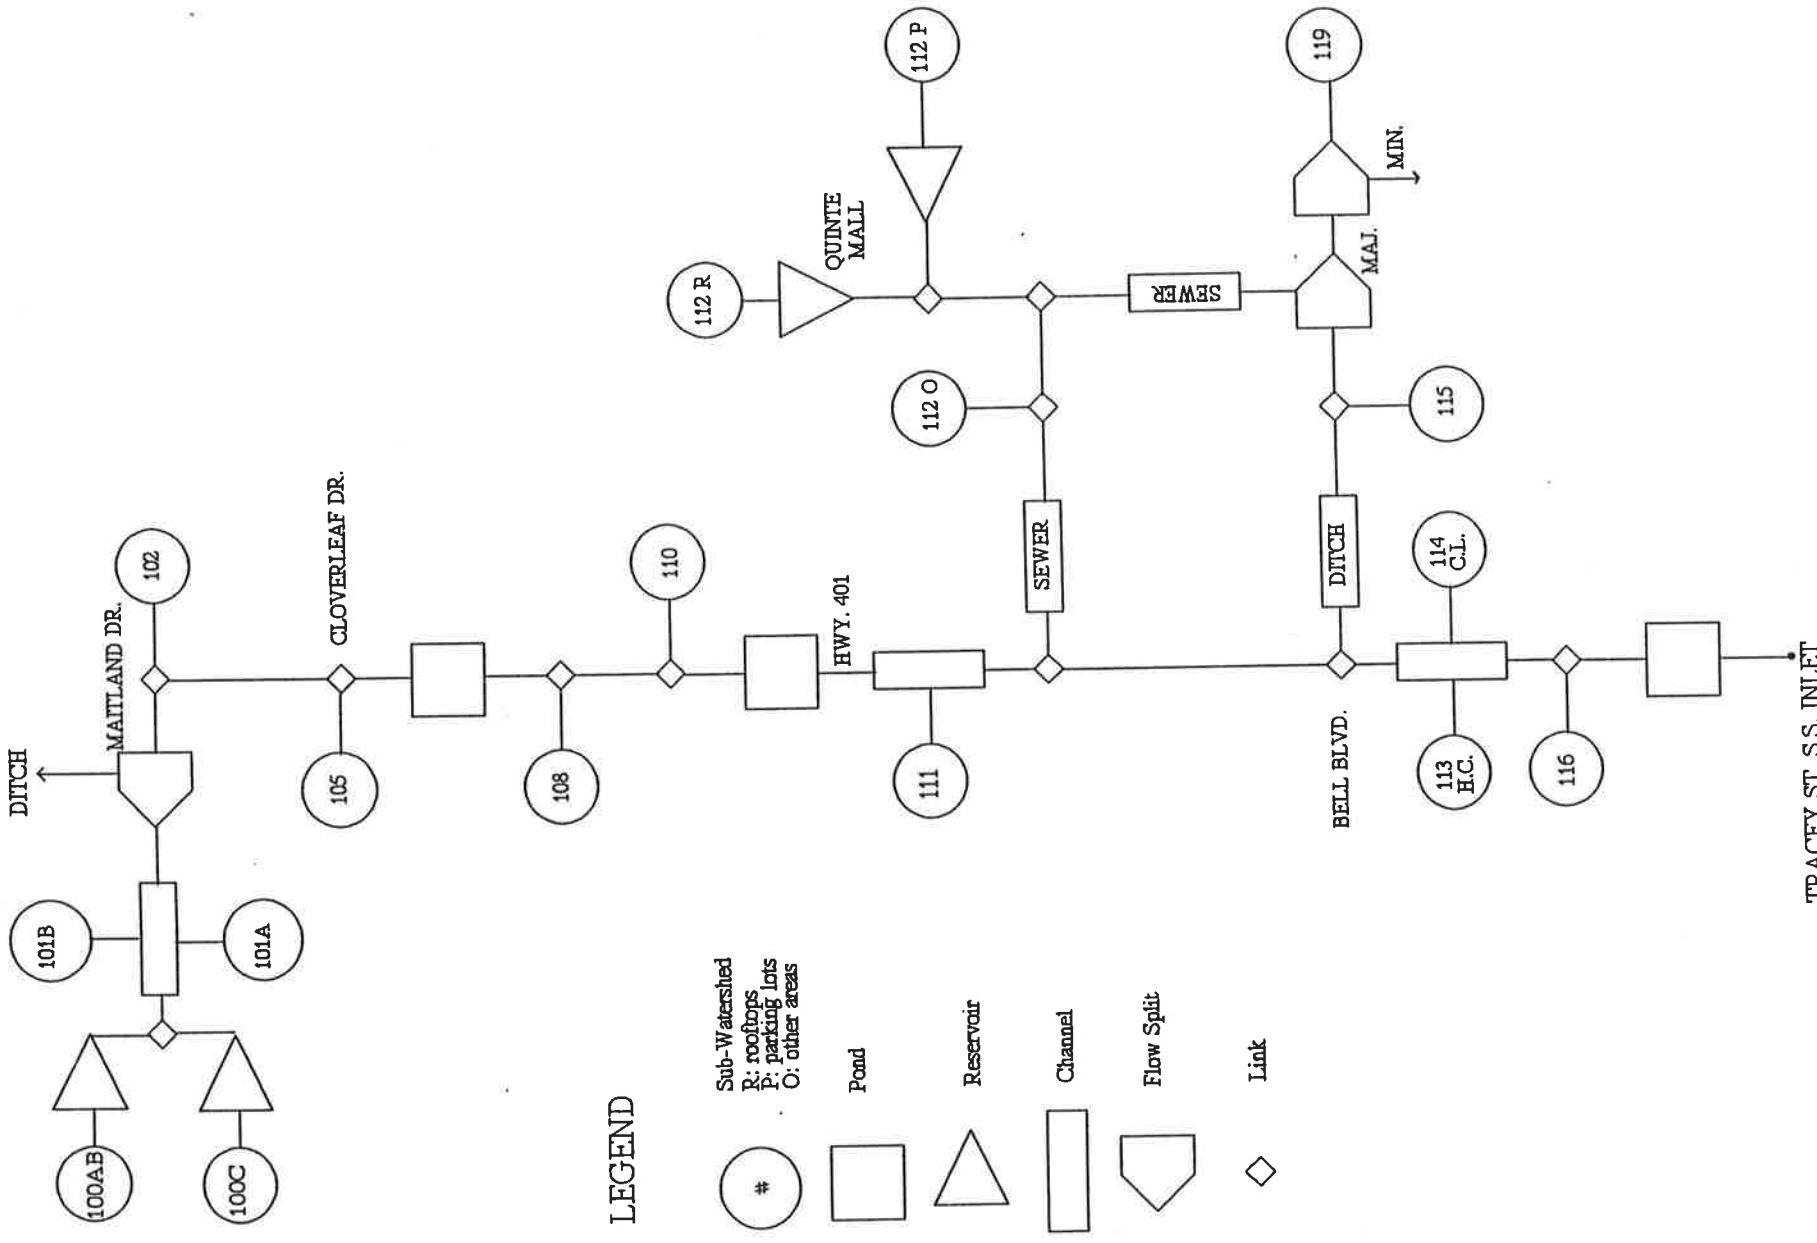 DITCH
MAITLAND DR.
101B
101A
100AB
100C
102
CLOVERLEAF DR.
105
108
110
HWY. 401
111
112 R
112 P
QUINTE
MALL
112 O
SEWER
SEWER
119
MIN.
MAJ.
115
DITCH
BELL BLVD.
113
H.C.
114
C.L.
116
TRACEY ST. S.S. INLET
LEGEND
#
Sub-Watershed
R: rooftops
P: parking lots
O: other areas
Pond
Reservoir
Channel
Flow Split
Link